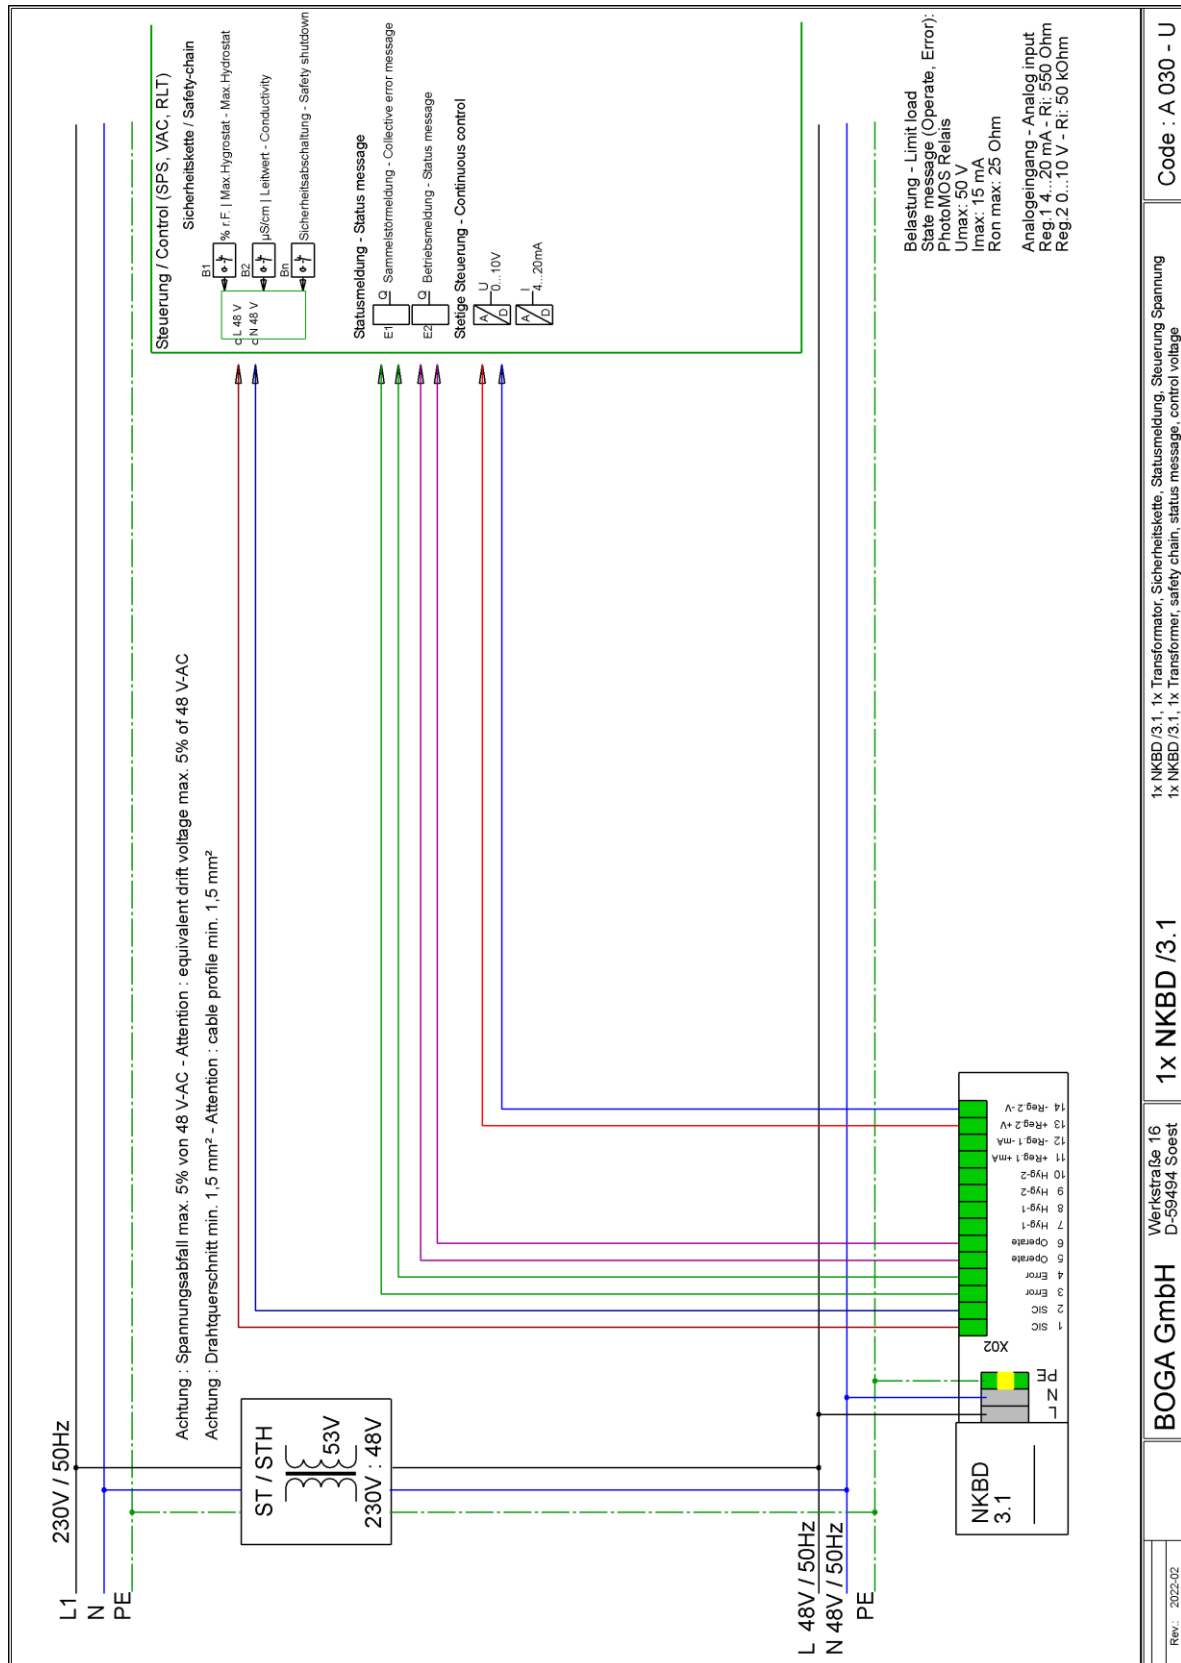 L1
N
PE
230V / 50Hz
Achtung : Spannungsabfall max. 5% von 48 V-AC - Attention : equivalent drift voltage max. 5% of 48 V-AC
Achtung : Drahtquerschnitt min. 1,5 mm² - Attention : cable profile min. 1,5 mm²
ST / STH
53V
230V : 48V
Steuerung / Control (SPS, VAC, RLT)
Sicherheitskette / Safety-chain
B1
% r.F. | Max.Hygrostat - Max.Hydrostat
B2
µS/cm | Leitwert - Conductivity
Bn
Sicherheitsabschaltung - Safety shutdown
c L 48 V
c N 48 V
Statusmeldung - Status message
E1
Q
Sammelstörmeldung - Collective error message
E2
Q
Betriebsmeldung - Status message
Stetige Steuerung - Continuous control
A
D
U
0...10V
A
D
I
4...20mA
L 48V / 50Hz
N 48V / 50Hz
PE
Belastung - Limit load
State message (Operate, Error):
PhotoMOS Relais
Umax: 50 V
Imax: 15 mA
Ron max: 25 Ohm
Analogeingang - Analog input
Reg.1 4...20 mA - Ri: 550 Ohm
Reg.2 0...10 V - Ri: 50 kOhm
NKBD
3.1
L
N
PE
X02
1 SIC
2 SIC
3 Error
4 Error
5 Operate
6 Operate
7 Hyg-1
8 Hyg-1
9 Hyg-2
10 Hyg-2
11 +Reg.1 +mA
12 -Reg.1 -mA
13 +Reg.2 +V
14 -Reg.2 -V
Rev.: 2022-02
BOGA GmbH
Werkstraße 16
D-59494 Soest
1x NKBD /3.1
1x NKBD /3.1, 1x Transformator, Sicherheitskette, Statusmeldung, Steuerung Spannung
1x NKBD /3.1, 1x Transformer, safety chain, status message, control voltage
Code : A 030 - U